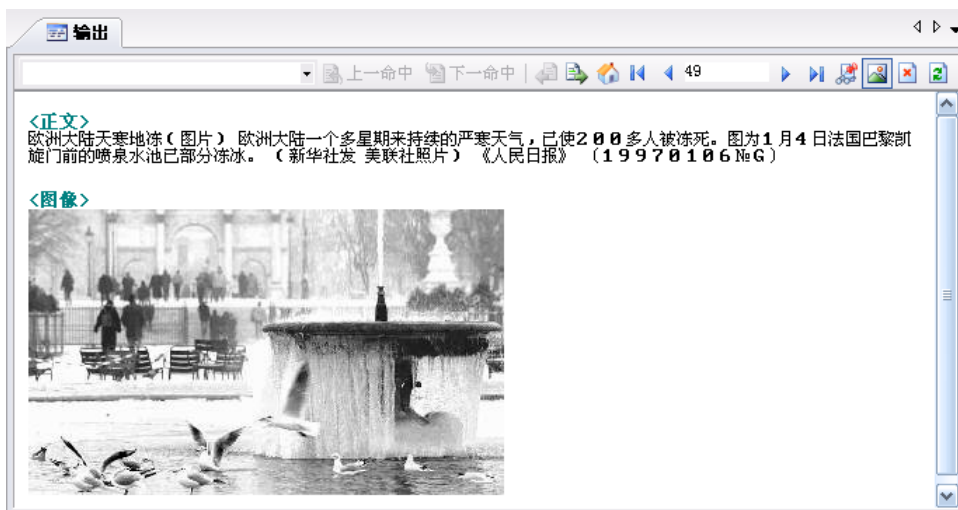 输出
上一命中 下一命中 49
<正文>
欧洲大陆天寒地冻(图片) 欧洲大陆一个多星期来持续的严寒天气,已使200多人被冻死。图为1月4日法国巴黎凯
旋门前的喷泉水池已部分冻冰。 (新华社发 美联社照片) 《人民日报》 (19970106№G)
<图像>